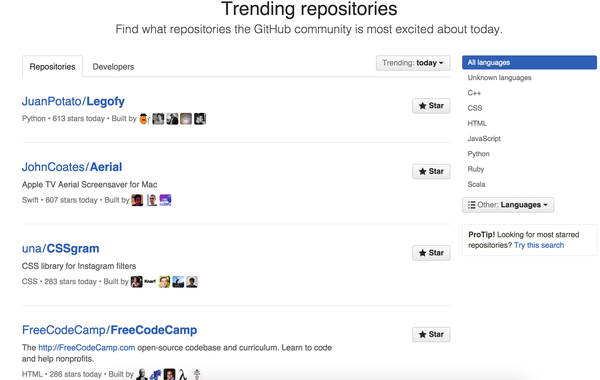 Trending repositories
Find what repositories the GitHub community is most excited about today.
Repositories
Developers
Trending: today
JuanPotato/Legofy
Star
Python • 613 stars today • Built by
JohnCoates/Aerial
Star
Apple TV Aerial Screensaver for Mac
Swift • 607 stars today • Built by
una/CSSgram
Star
CSS library for Instagram filters
CSS • 283 stars today • Built by
FreeCodeCamp/FreeCodeCamp
Star
The http://FreeCodeCamp.com open-source codebase and curriculum. Learn to code
and help nonprofits.
HTML • 286 stars today • Built by
All languages
Unknown languages
C++
CSS
HTML
JavaScript
Python
Ruby
Scala
Other: Languages
ProTip! Looking for most starred
repositories? Try this search